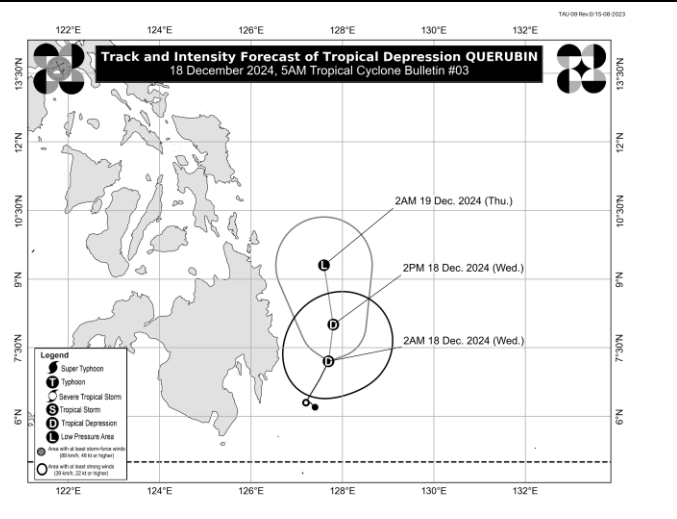 TAU-09 Rev.0/15-08-2023
122°E 124°E 126°E 128°E 130°E 132°E
Track and Intensity Forecast of Tropical Depression QUERUBIN
18 December 2024, 5AM Tropical Cyclone Bulletin #03
13°30'N 13°30'N
12°N 12°N
2AM 19 Dec. 2024 (Thu.)
10°30'N 10°30'N
L
2PM 18 Dec. 2024 (Wed.)
9°N 9°N
D
2AM 18 Dec. 2024 (Wed.)
7°30'N 7°30'N
D
Legend
Super Typhoon
T Typhoon
Severe Tropical Storm
S Tropical Storm
D Tropical Depression
L Low Pressure Area
Area with at least storm-force winds
(89 km/h, 48 kt or higher)
Area with at least strong winds
(39 km/h, 22 kt or higher)
6°N 6°N
122°E 124°E 126°E 128°E 130°E 132°E